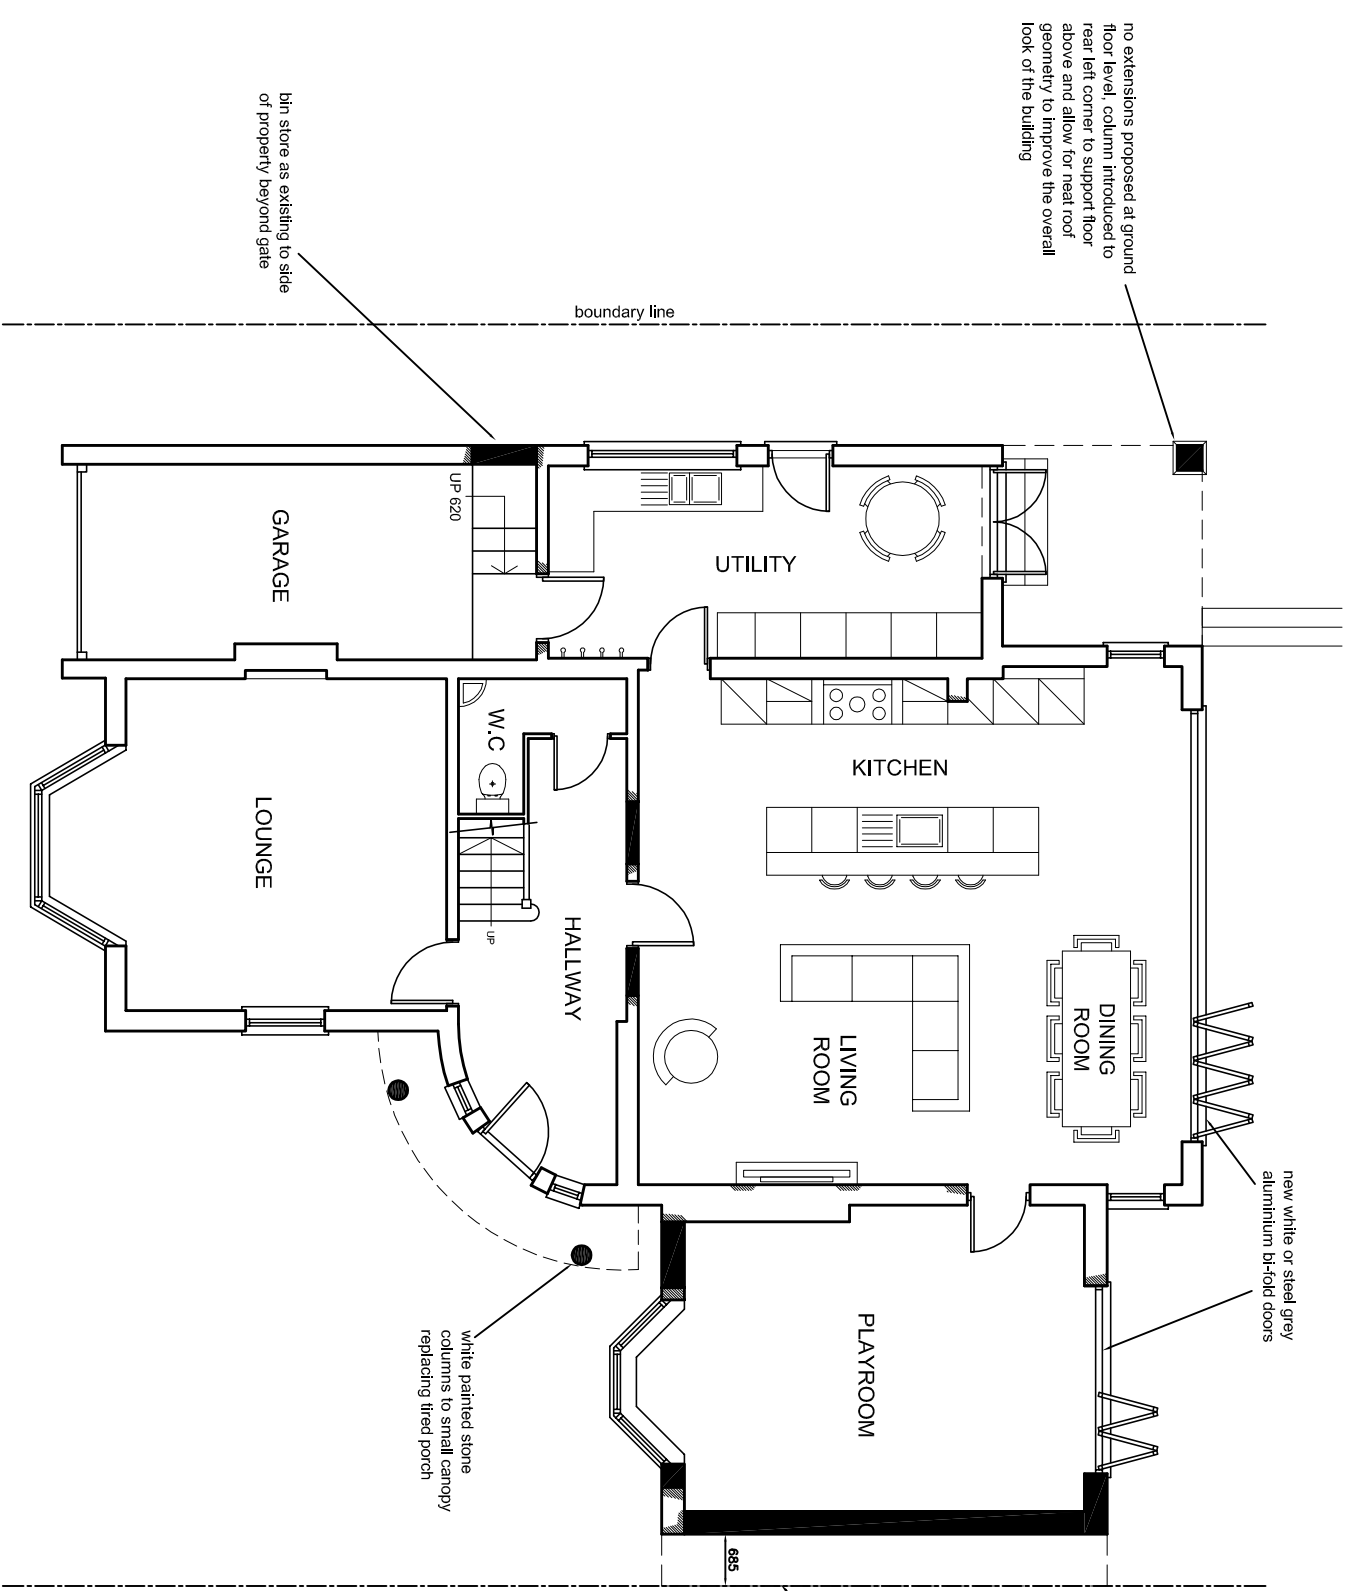 no extensions proposed at ground
floor level, column introduced to
rear left corner to support floor
above and allow for neat roof
geometry to improve the overall
look of the building
bin store as existing to side
of property beyond gate
boundary line
UP 620
GARAGE
UTILITY
W.C
KITCHEN
LOUNGE
UP
HALLWAY
LIVING
ROOM
DINING
ROOM
new white or steel grey
aluminium bi-fold doors
white painted stone
columns to small canopy
replacing tired porch
PLAYROOM
685